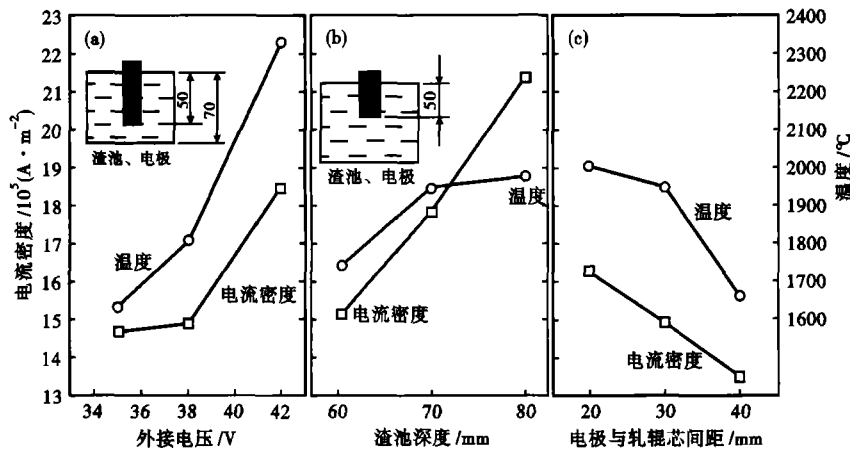 (a)
(b)
(c)
23
22
21
20
19
18
17
16
15
14
13
电流密度/10⁵(A·m⁻²)
50
70
渣池、电极
温度
电流密度
34
36
38
40
42
外接电压/V
50
渣池、电极
温度
电流密度
60
70
80
渣池深度/mm
温度
电流密度
20
30
40
电极与轧辊芯间距/mm
2400
2300
2200
2100
2000
1900
1800
1700
1600
温度/℃